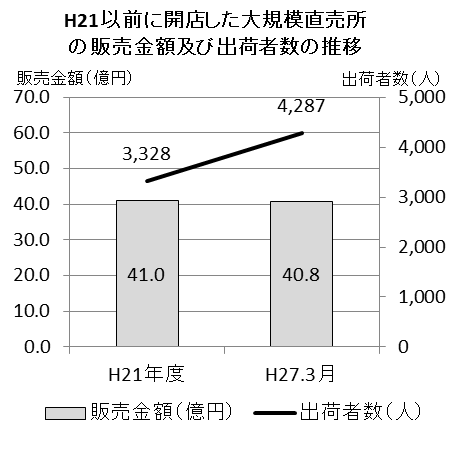 H21以前に開店した大規模直売所
の販売金額及び出荷者数の推移
販売金額(億円) 出荷者数(人)
70.0 5,000
60.0 4,000
50.0 3,000
40.0 2,000
30.0 1,000
20.0 0
10.0
0.0
3,328 4,287
41.0 40.8
H21年度 H27.3月
販売金額(億円) 出荷者数(人)